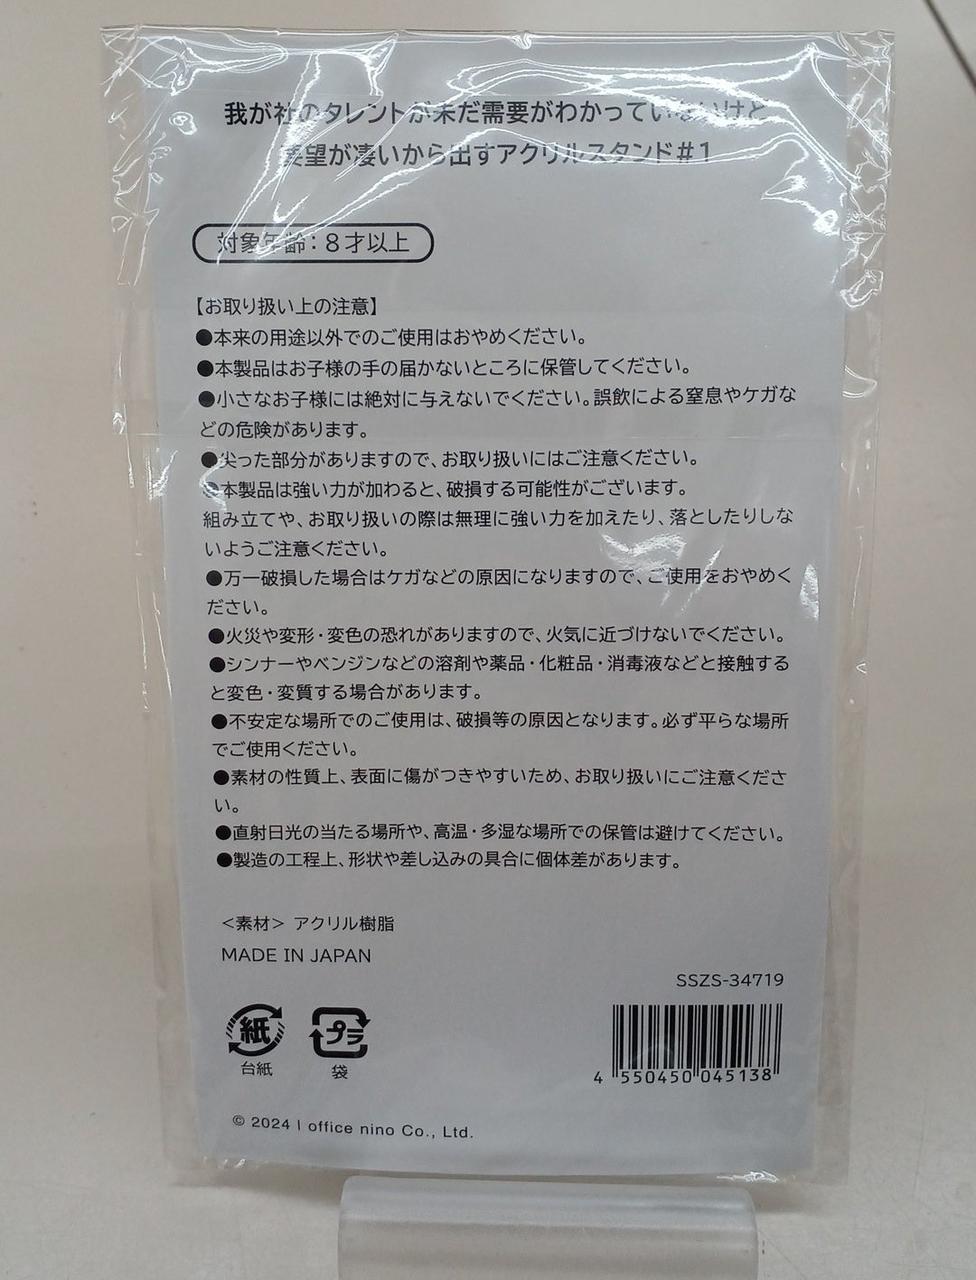 我が社のタレントが未だ需要がわかっていないけど
要望が凄いから出すアクリルスタンド#1
対象年齢：8才以上
【お取り扱い上の注意】
●本来の用途以外でのご使用はおやめください。
●本製品はお子様の手の届かないところに保管してください。
●小さなお子様には絶対に与えないでください。誤飲による窒息やケガな
どの危険があります。
●尖った部分がありますので、お取り扱いにはご注意ください。
●本製品は強い力が加わると、破損する可能性がございます。
組み立てや、お取り扱いの際は無理に強い力を加えたり、落としたりしな
いようご注意ください。
●万一破損した場合はケガなどの原因になりますので、ご使用をおやめく
ださい。
●火災や変形・変色の恐れがありますので、火気に近づけないでください。
●シンナーやベンジンなどの溶剤や薬品・化粧品・消毒液などと接触する
と変色・変質する場合があります。
●不安定な場所でのご使用は、破損等の原因となります。必ず平らな場所
でご使用ください。
●素材の性質上、表面に傷がつきやすいため、お取り扱いにご注意くださ
い。
●直射日光の当たる場所や、高温・多湿な場所での保管は避けてください。
●製造の工程上、形状や差し込みの具合に個体差があります。
＜素材＞ アクリル樹脂
MADE IN JAPAN
SSZS-34719
紙 プラ
台紙 袋
4 550450 045138
© 2024 | office nino Co., Ltd.